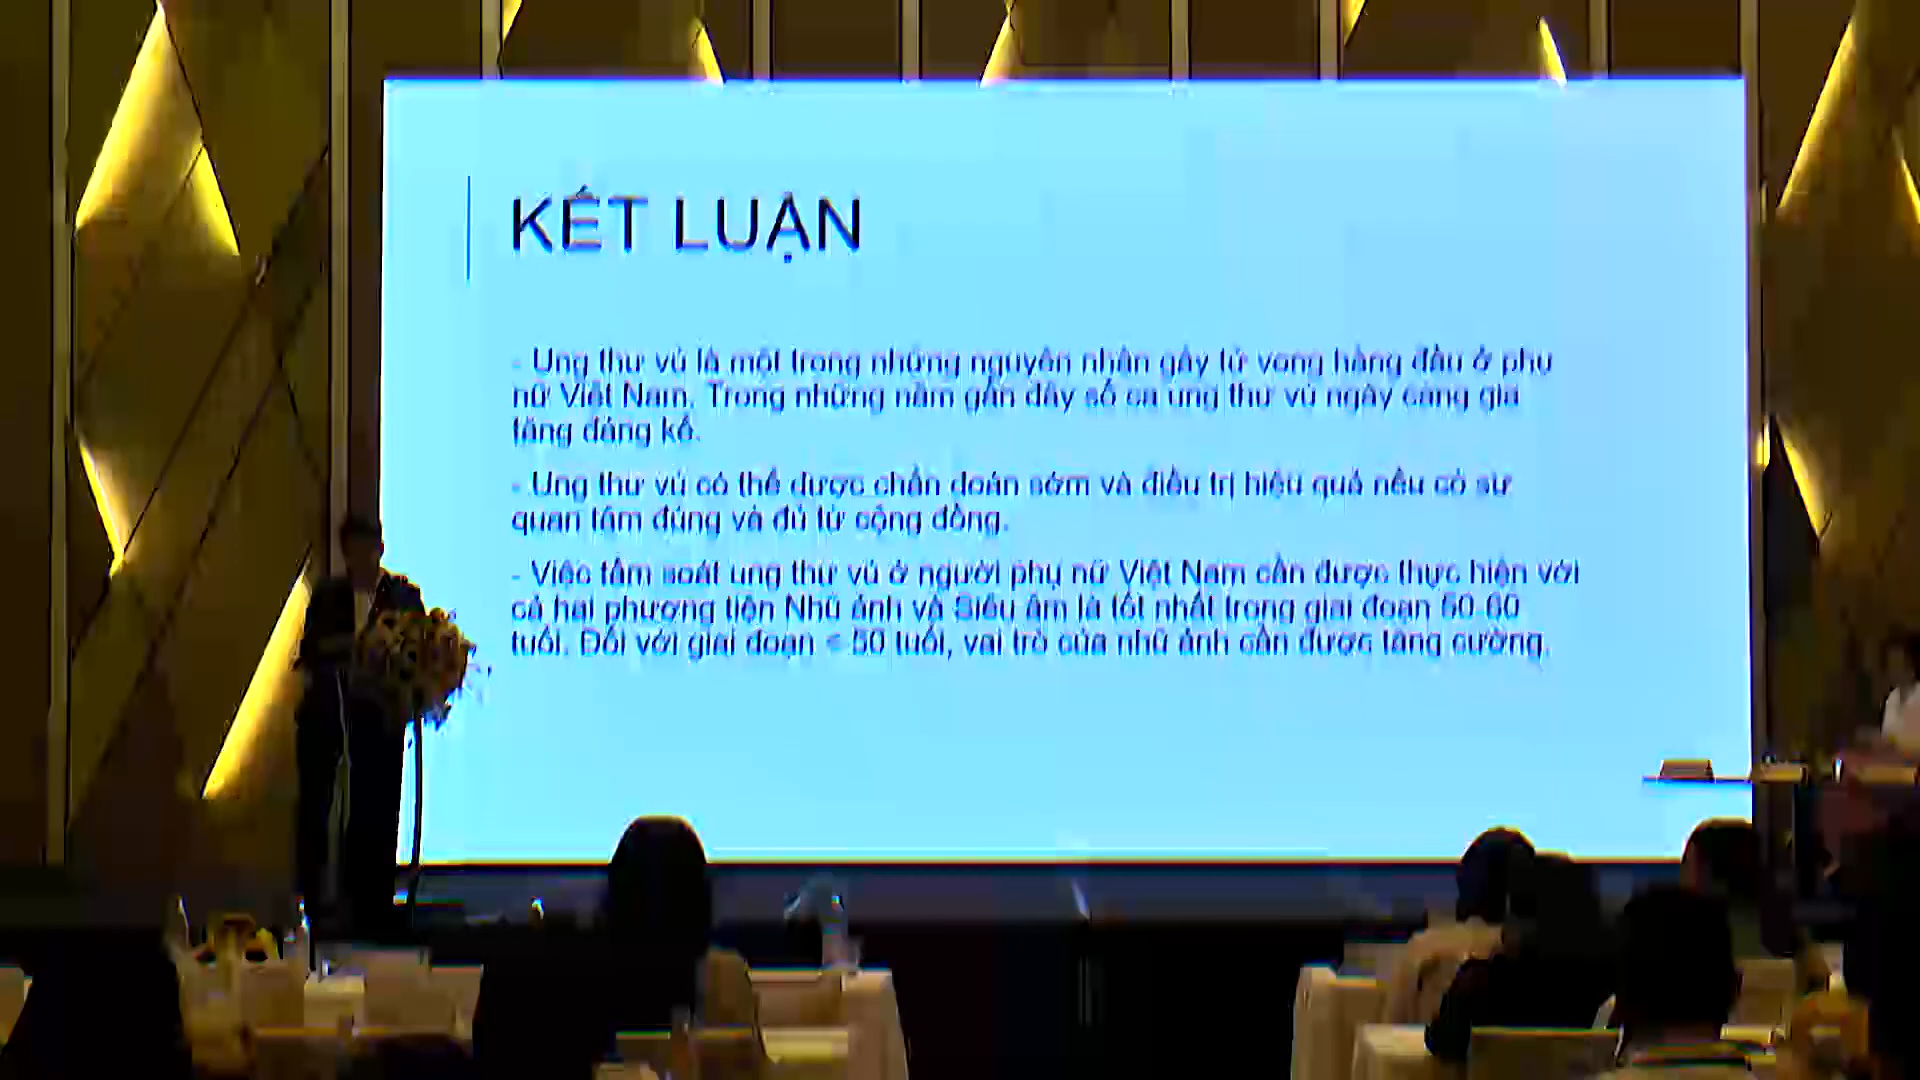 KẾT LUẬN
- Ung thư vú là một trong những nguyên nhân gây tử vong hàng đầu ở phụ
nữ Việt Nam. Trong những năm gần đây số ca ung thư vú ngày càng gia
tăng đáng kể.
- Ung thư vú có thể được chẩn đoán sớm và điều trị hiệu quả nếu có sự
quan tâm đúng và đủ từ cộng đồng.
- Việc tầm soát ung thư vú ở người phụ nữ Việt Nam cần được thực hiện với
cả hai phương tiện Nhũ ảnh và Siêu âm là tốt nhất trong giai đoạn 50-60
tuổi. Đối với giai đoạn < 50 tuổi, vai trò của nhũ ảnh cần được tăng cường.